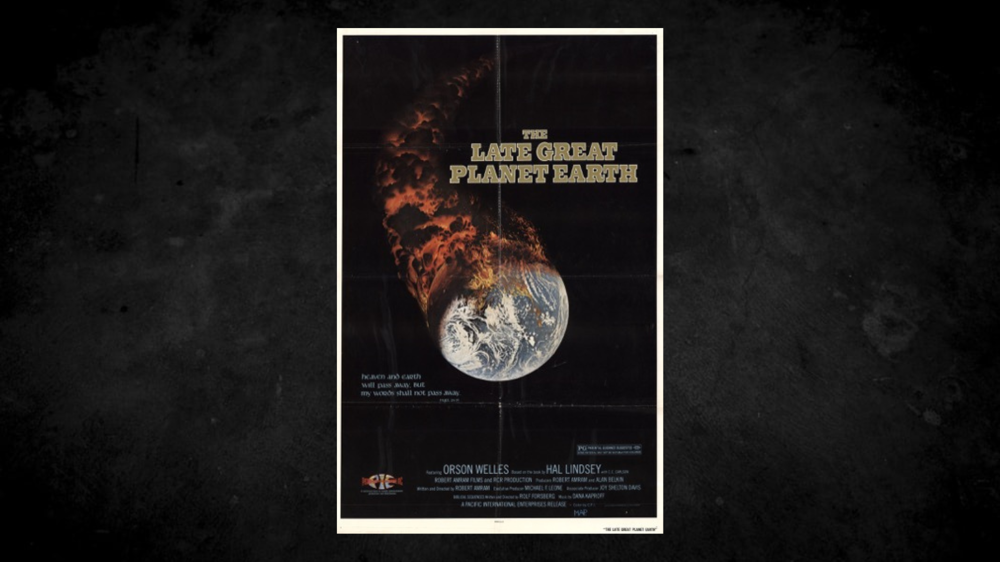 THE
LATE GREAT
PLANET EARTH
heaven and earth
will pass away, but
my words shall not pass away.
PG PARENTAL GUIDANCE SUGGESTED
Featuring ORSON WELLES Based on the book by HAL LINDSEY with C.C. CARLSON
ROBERT AMRAM FILMS and RCR PRODUCTION Producers ROBERT AMRAM and ALAN BELKIN
Written and Directed by ROBERT AMRAM Executive Producer MICHAEL F. LEONE Associate Producer JOY SHELTON DAVIS
BIBLICAL SEQUENCES Written and Directed by ROLF FORSBERG Music by DANA KAPROFF
A PACIFIC INTERNATIONAL ENTERPRISES RELEASE • Color by C.F.I.
MAP
"THE LATE GREAT PLANET EARTH"